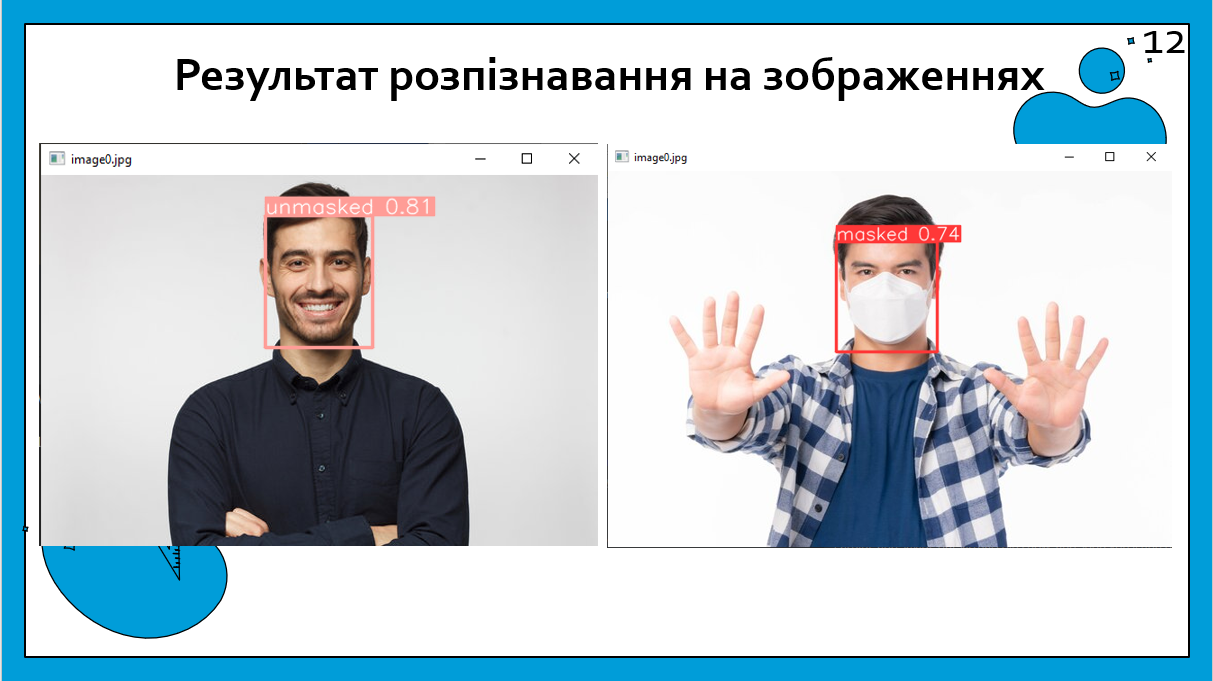 12
Результат розпізнавання на зображеннях
image0.jpg
unmasked 0.81
image0.jpg
masked 0.74